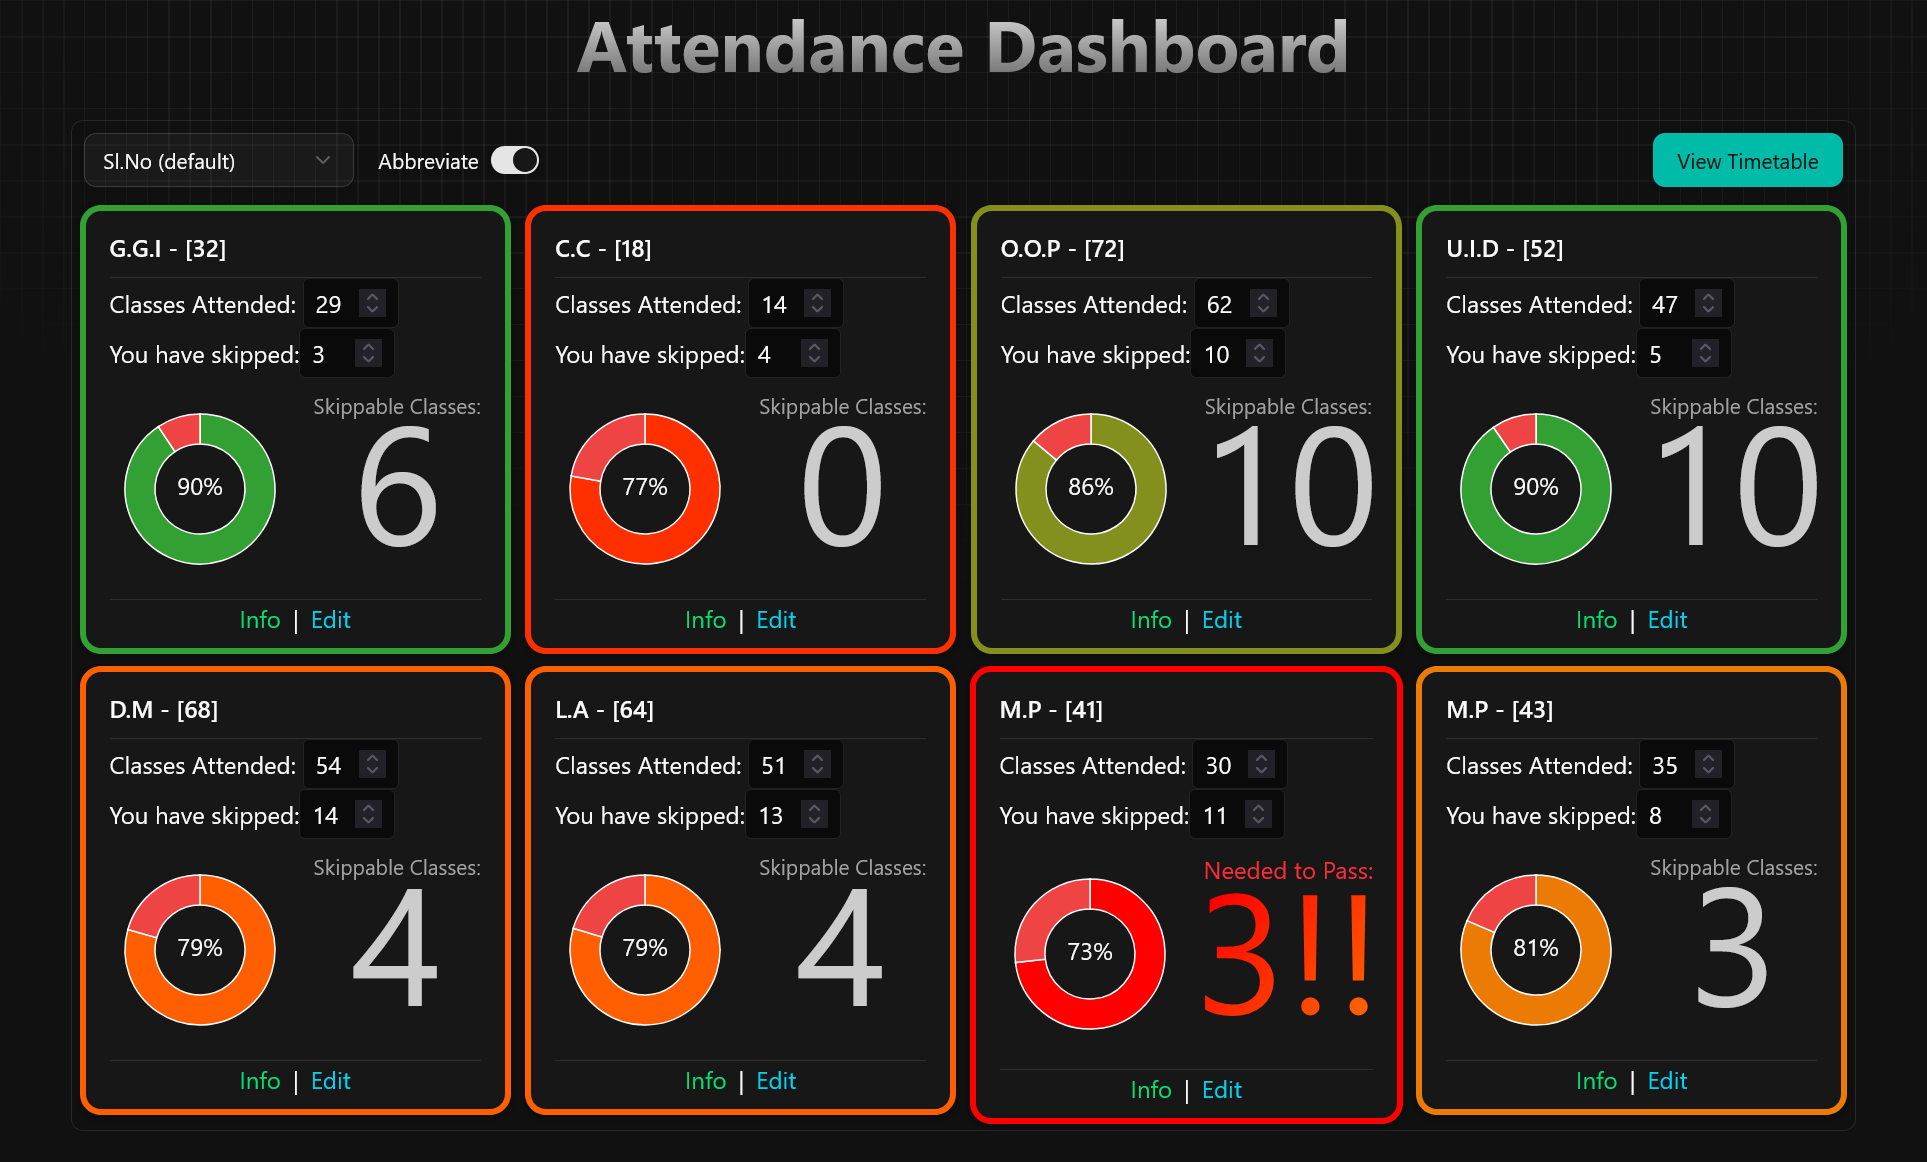 Attendance Dashboard
Sl.No (default)
Abbreviate
View Timetable
G.G.I - [32]
Classes Attended: 29
You have skipped: 3
Skippable Classes:
90%
6
Info | Edit
C.C - [18]
Classes Attended: 14
You have skipped: 4
Skippable Classes:
77%
0
Info | Edit
O.O.P - [72]
Classes Attended: 62
You have skipped: 10
Skippable Classes:
86%
10
Info | Edit
U.I.D - [52]
Classes Attended: 47
You have skipped: 5
Skippable Classes:
90%
10
Info | Edit
D.M - [68]
Classes Attended: 54
You have skipped: 14
Skippable Classes:
79%
4
Info | Edit
L.A - [64]
Classes Attended: 51
You have skipped: 13
Skippable Classes:
79%
4
Info | Edit
M.P - [41]
Classes Attended: 30
You have skipped: 11
Needed to Pass:
73%
3!!
Info | Edit
M.P - [43]
Classes Attended: 35
You have skipped: 8
Skippable Classes:
81%
3
Info | Edit